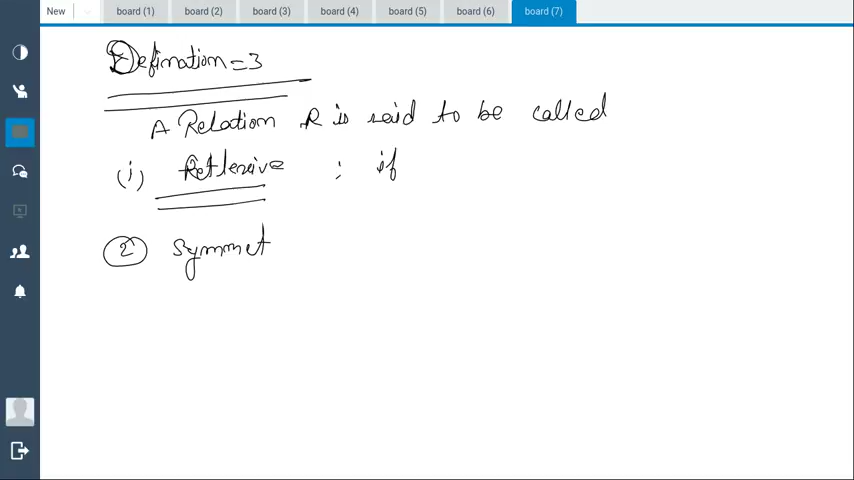 New board (1) board (2) board (3) board (4) board (5) board (6) board (7)
Defination = 3
A Relation R is said to be called
(i) Reflexive ; if
(2) Symmet